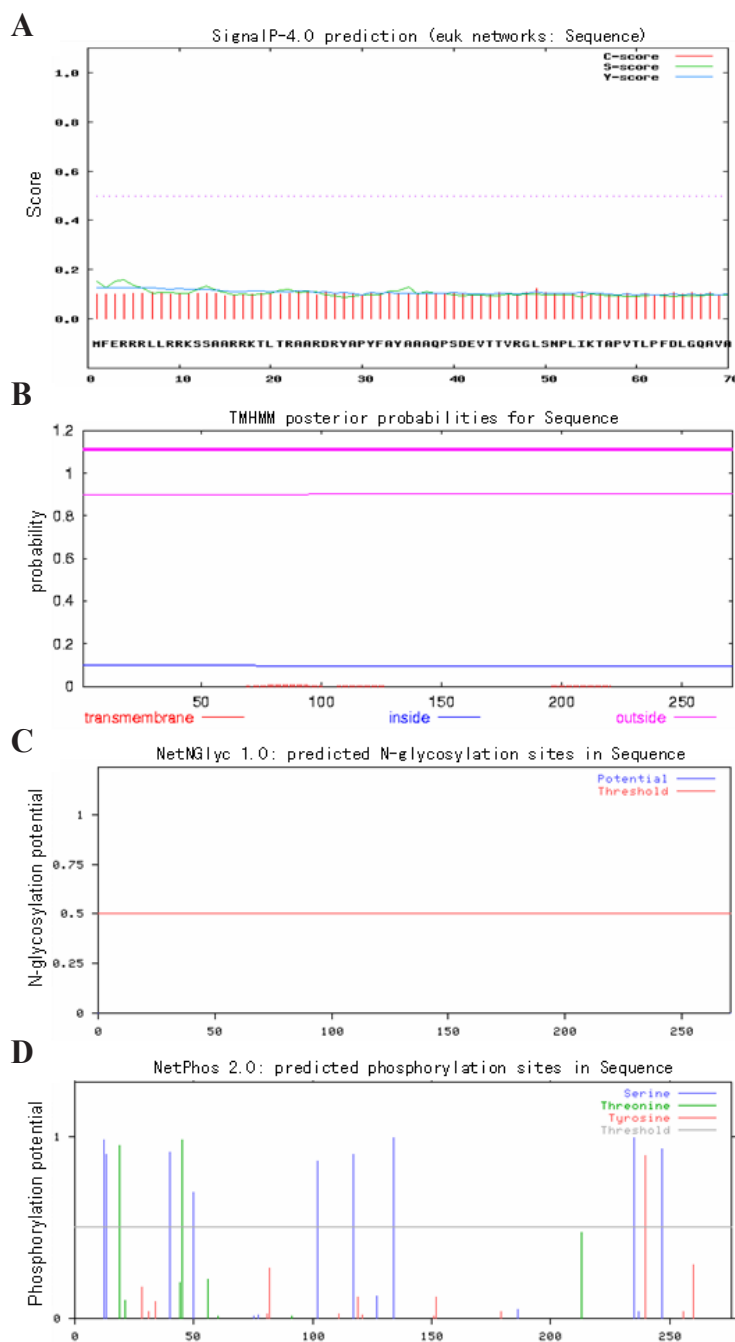 A
SignalP-4.0 prediction (euk networks: Sequence)
C-score
S-score
Y-score
1.0
0.8
0.6
0.4
0.2
0.0
Score
MFERRRLLRRKSSAARRKTLTRAARDRYAPYFAYAAAQPSDEVTTVRGLSNPLIKTAPVTLPFDLGQAVA
0 10 20 30 40 50 60 70
B
TMHMM posterior probabilities for Sequence
1.2
1
0.8
0.6
0.4
0.2
0
probability
50 100 150 200 250
transmembrane inside outside
C
NetNGlyc 1.0: predicted N-glycosylation sites in Sequence
Potential
Threshold
1
0.75
0.5
0.25
0
N-glycosylation potential
0 50 100 150 200 250
D
NetPhos 2.0: predicted phosphorylation sites in Sequence
Serine
Threonine
Tyrosine
Threshold
1
0.5
0
Phosphorylation potential
0 50 100 150 200 250